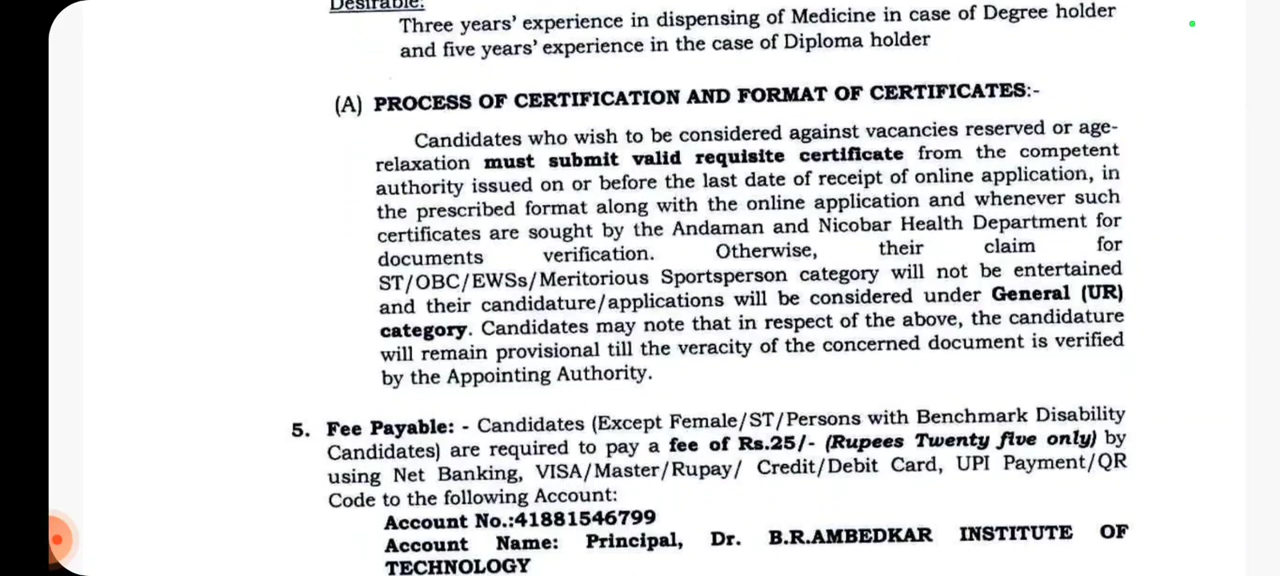 Desirable:
Three years' experience in dispensing of Medicine in case of Degree holder
and five years' experience in the case of Diploma holder
(A) PROCESS OF CERTIFICATION AND FORMAT OF CERTIFICATES:-
Candidates who wish to be considered against vacancies reserved or age-
relaxation must submit valid requisite certificate from the competent
authority issued on or before the last date of receipt of online application, in
the prescribed format along with the online application and whenever such
certificates are sought by the Andaman and Nicobar Health Department for
documents verification. Otherwise, their claim for
ST/OBC/EWSs/Meritorious Sportsperson category will not be entertained
and their candidature/applications will be considered under General (UR)
category. Candidates may note that in respect of the above, the candidature
will remain provisional till the veracity of the concerned document is verified
by the Appointing Authority.
5. Fee Payable: - Candidates (Except Female/ST/Persons with Benchmark Disability
Candidates) are required to pay a fee of Rs.25/- (Rupees Twenty five only) by
using Net Banking, VISA/Master/Rupay/ Credit/Debit Card, UPI Payment/QR
Code to the following Account:
Account No.:41881546799
Account Name: Principal, Dr. B.R.AMBEDKAR INSTITUTE OF
TECHNOLOGY